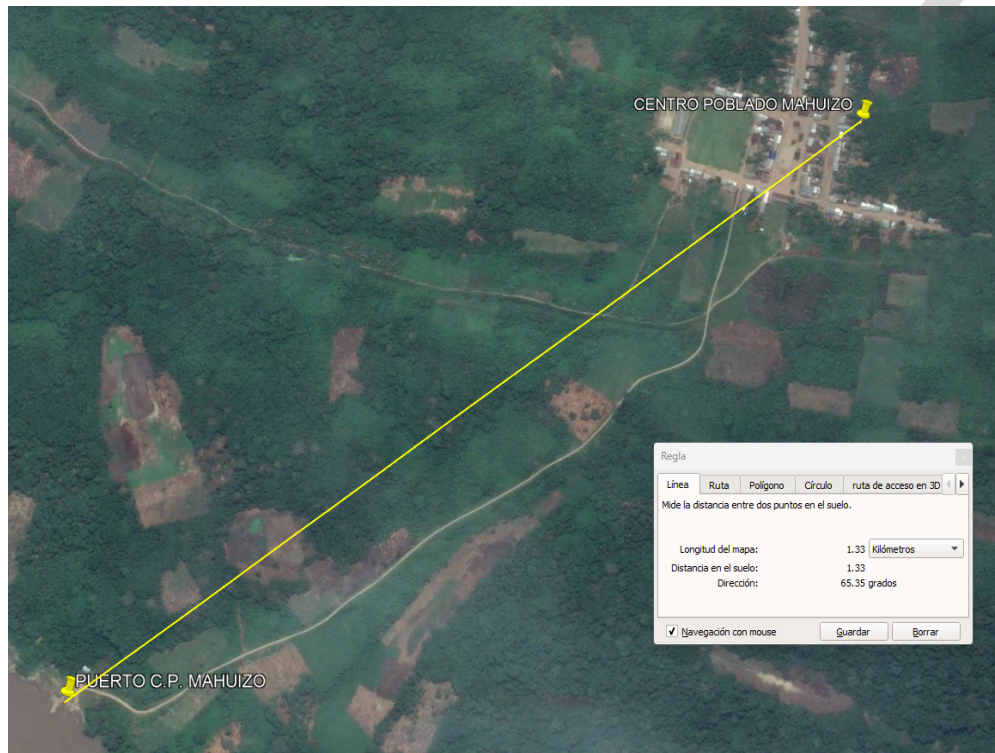 CENTRO POBLADO MAHUIZO
Regla
Línea Ruta Polígono Círculo ruta de acceso en 3D
Mide la distancia entre dos puntos en el suelo.
Longitud del mapa: 1.33 Kilómetros
Distancia en el suelo: 1.33
Dirección: 65.35 grados
Navegación con mouse Guardar Borrar
PUERTO C.P. MAHUIZO